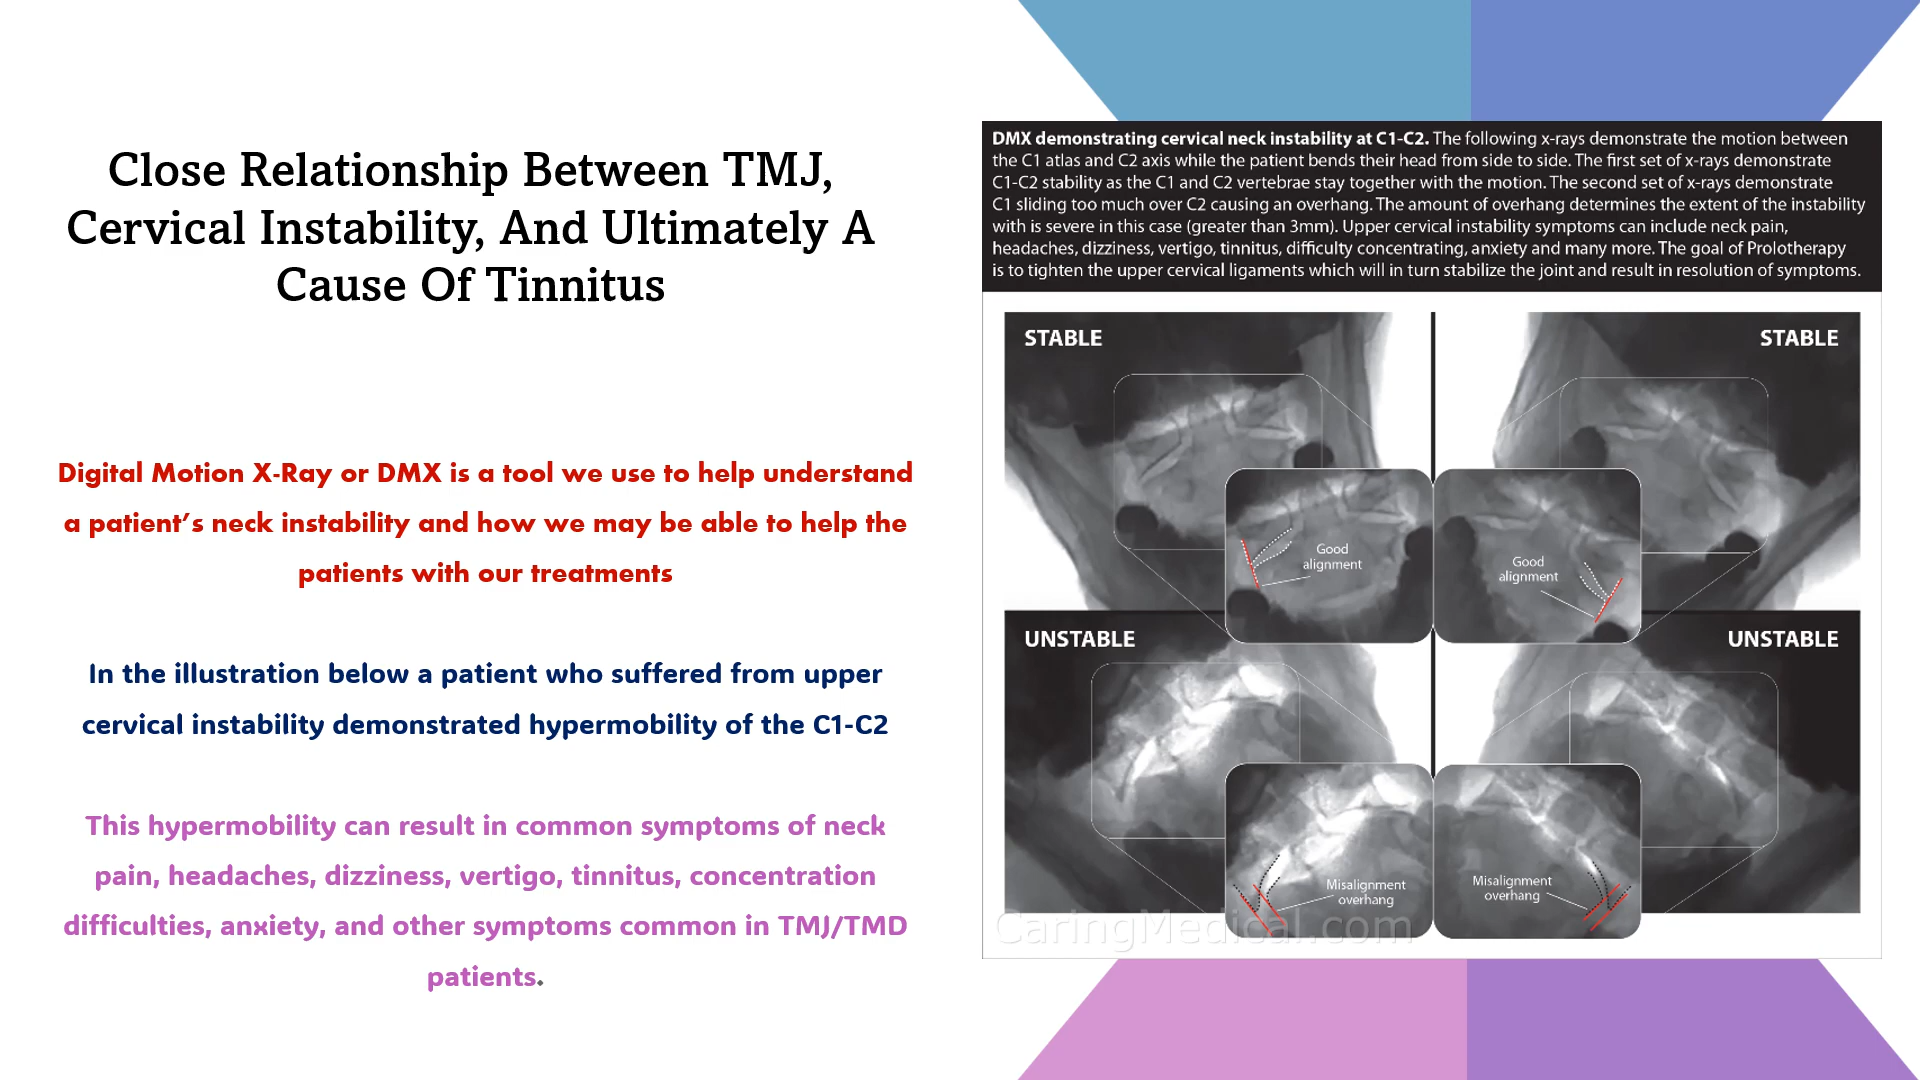 Close Relationship Between TMJ,
Cervical Instability, And Ultimately A
Cause Of Tinnitus
Digital Motion X-Ray or DMX is a tool we use to help understand
a patient's neck instability and how we may be able to help the
patients with our treatments
In the illustration below a patient who suffered from upper
cervical instability demonstrated hypermobility of the C1-C2
This hypermobility can result in common symptoms of neck
pain, headaches, dizziness, vertigo, tinnitus, concentration
difficulties, anxiety, and other symptoms common in TMJ/TMD
patients.
DMX demonstrating cervical neck instability at C1-C2. The following x-rays demonstrate the motion between
the C1 atlas and C2 axis while the patient bends their head from side to side. The first set of x-rays demonstrate
C1-C2 stability as the C1 and C2 vertebrae stay together with the motion. The second set of x-rays demonstrate
C1 sliding too much over C2 causing an overhang. The amount of overhang determines the extent of the instability
with is severe in this case (greater than 3mm). Upper cervical instability symptoms can include neck pain,
headaches, dizziness, vertigo, tinnitus, difficulty concentrating, anxiety and many more. The goal of Prolotherapy
is to tighten the upper cervical ligaments which will in turn stabilize the joint and result in resolution of symptoms.
STABLE
STABLE
Good
alignment
Good
alignment
UNSTABLE
UNSTABLE
Misalignment
overhang
Misalignment
overhang
CaringMedical.com